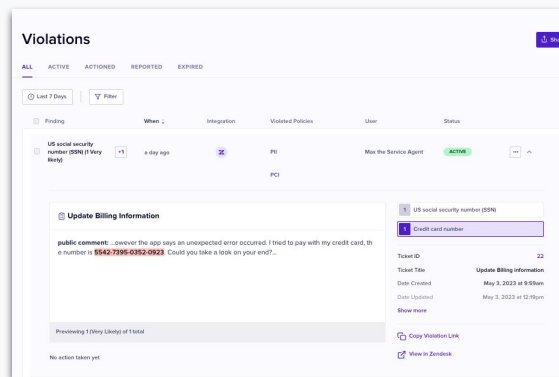 Violations
Sha
ALL ACTIVE ACTIONED REPORTED EXPIRED
Last 7 Days Filter
Finding When Integration Violated Policies User Status
US social security
number (SSN) (1 Very
likely)
+1 a day ago PII Max the Service Agent ACTIVE
PCI
Update Billing Information
public comment: ...owever the app says an unexpected error occurred. I tried to pay with my credit card, th
e number is 5542-7395-0352-0923. Could you take a look on your end?...
Previewing 1 (Very Likely) of 1 total
No action taken yet
1 US social security number (SSN)
1 Credit card number
Ticket ID 22
Ticket Title Update Billing information
Date Created May 3, 2023 at 9:59am
Date Updated May 3, 2023 at 12:19pm
Show more
Copy Violation Link
View in Zendesk